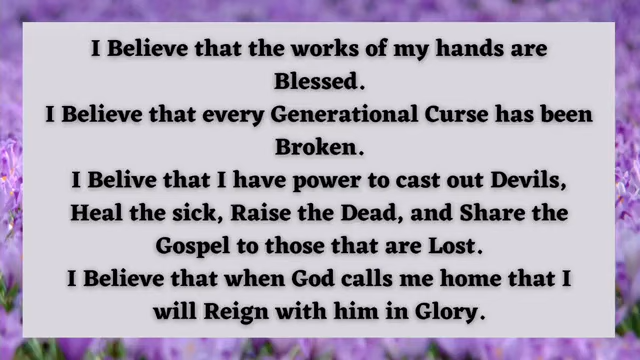 I Believe that the works of my hands are
Blessed.
I Believe that every Generational Curse has been
Broken.
I Belive that I have power to cast out Devils,
Heal the sick, Raise the Dead, and Share the
Gospel to those that are Lost.
I Believe that when God calls me home that I
will Reign with him in Glory.